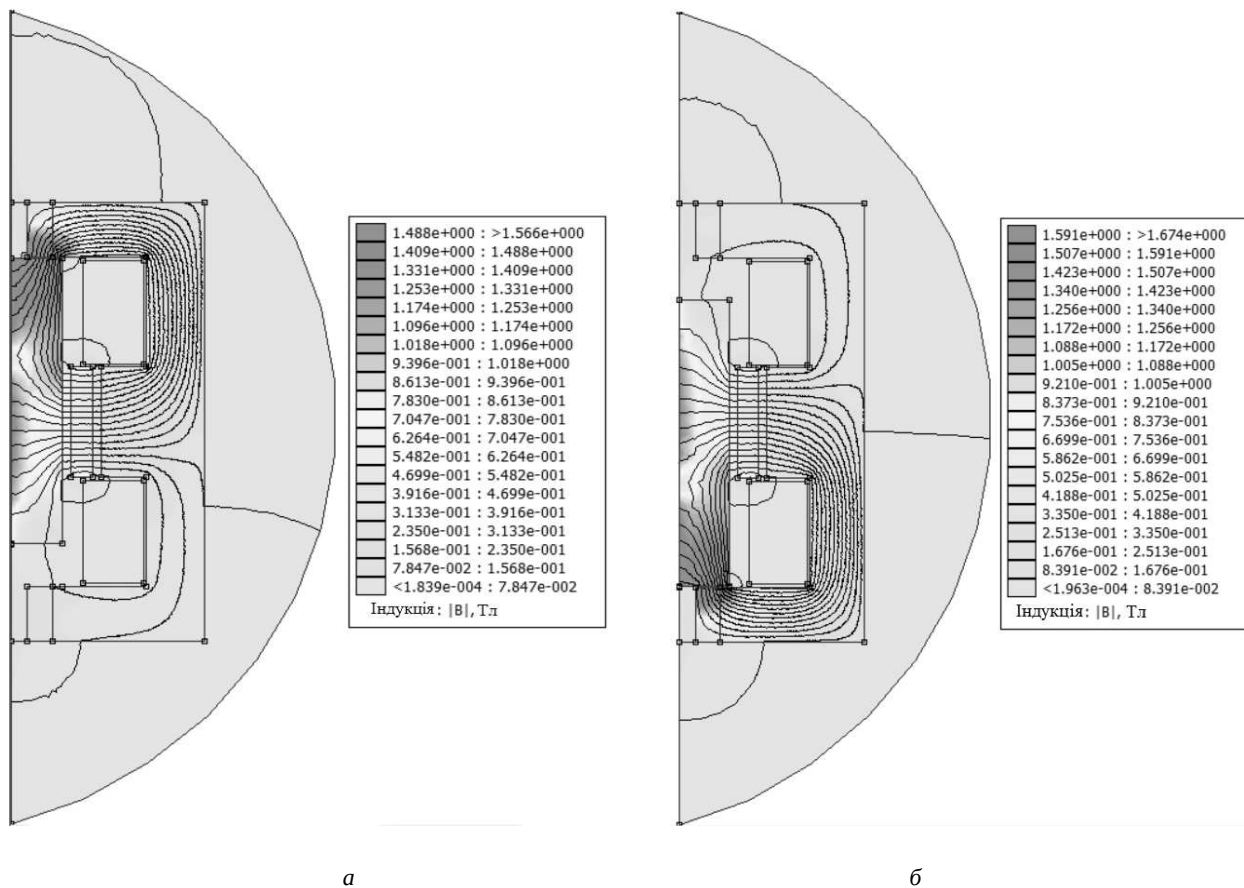 1.488e+000 : >1.566e+000
1.409e+000 : 1.488e+000
1.331e+000 : 1.409e+000
1.253e+000 : 1.331e+000
1.174e+000 : 1.253e+000
1.096e+000 : 1.174e+000
1.018e+000 : 1.096e+000
9.396e-001 : 1.018e+000
8.613e-001 : 9.396e-001
7.830e-001 : 8.613e-001
7.047e-001 : 7.830e-001
6.264e-001 : 7.047e-001
5.482e-001 : 6.264e-001
4.699e-001 : 5.482e-001
3.916e-001 : 4.699e-001
3.133e-001 : 3.916e-001
2.350e-001 : 3.133e-001
1.568e-001 : 2.350e-001
7.847e-002 : 1.568e-001
<1.839e-004 : 7.847e-002
Індукція: |B|, Тл
1.591e+000 : >1.674e+000
1.507e+000 : 1.591e+000
1.423e+000 : 1.507e+000
1.340e+000 : 1.423e+000
1.256e+000 : 1.340e+000
1.172e+000 : 1.256e+000
1.088e+000 : 1.172e+000
1.005e+000 : 1.088e+000
9.210e-001 : 1.005e+000
8.373e-001 : 9.210e-001
7.536e-001 : 8.373e-001
6.699e-001 : 7.536e-001
5.862e-001 : 6.699e-001
5.025e-001 : 5.862e-001
4.188e-001 : 5.025e-001
3.350e-001 : 4.188e-001
2.513e-001 : 3.350e-001
1.676e-001 : 2.513e-001
8.391e-002 : 1.676e-001
<1.963e-004 : 8.391e-002
Індукція: |B|, Тл
а
б